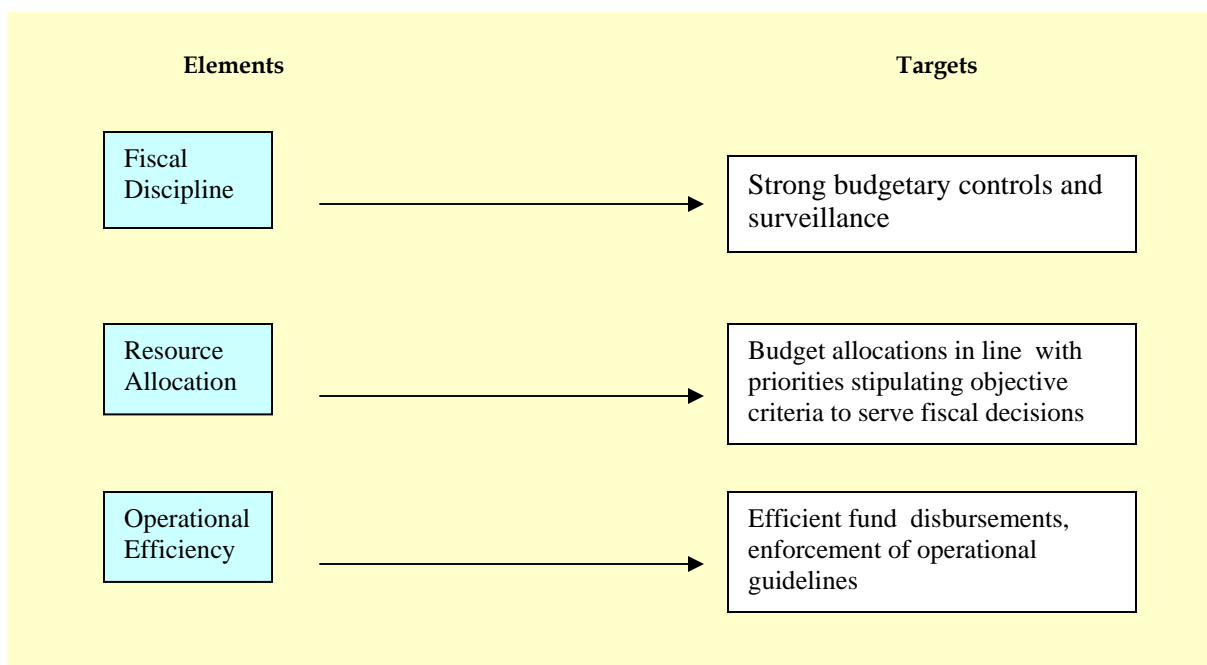 Elements
Targets
Fiscal
Discipline
Strong budgetary controls and
surveillance
Resource
Allocation
Budget allocations in line with
priorities stipulating objective
criteria to serve fiscal decisions
Operational
Efficiency
Efficient fund disbursements,
enforcement of operational
guidelines